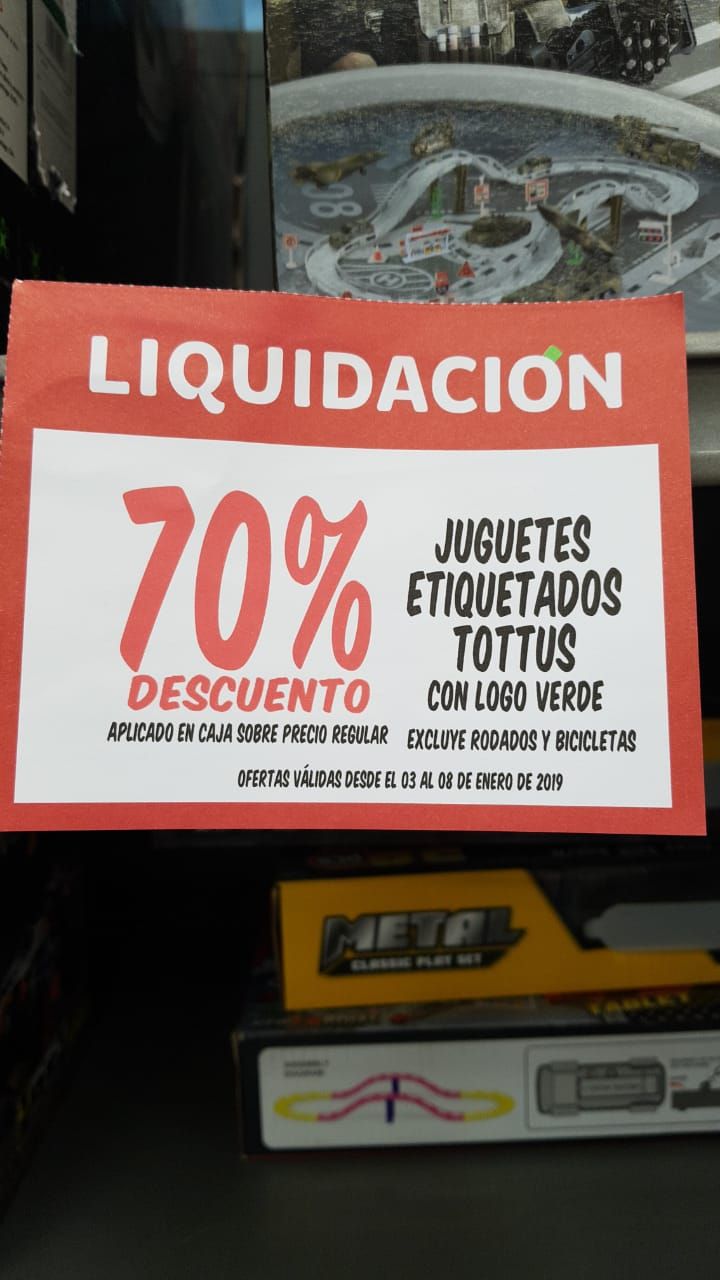 LIQUIDACIÓN
70%
DESCUENTO
APLICADO EN CAJA SOBRE PRECIO REGULAR
JUGUETES
ETIQUETADOS
TOTTUS
CON LOGO VERDE
EXCLUYE RODADOS Y BICICLETAS
OFERTAS VÁLIDAS DESDE EL 03 AL 08 DE ENERO DE 2019
METAL
CLASSIC PLAY SET
TABLET